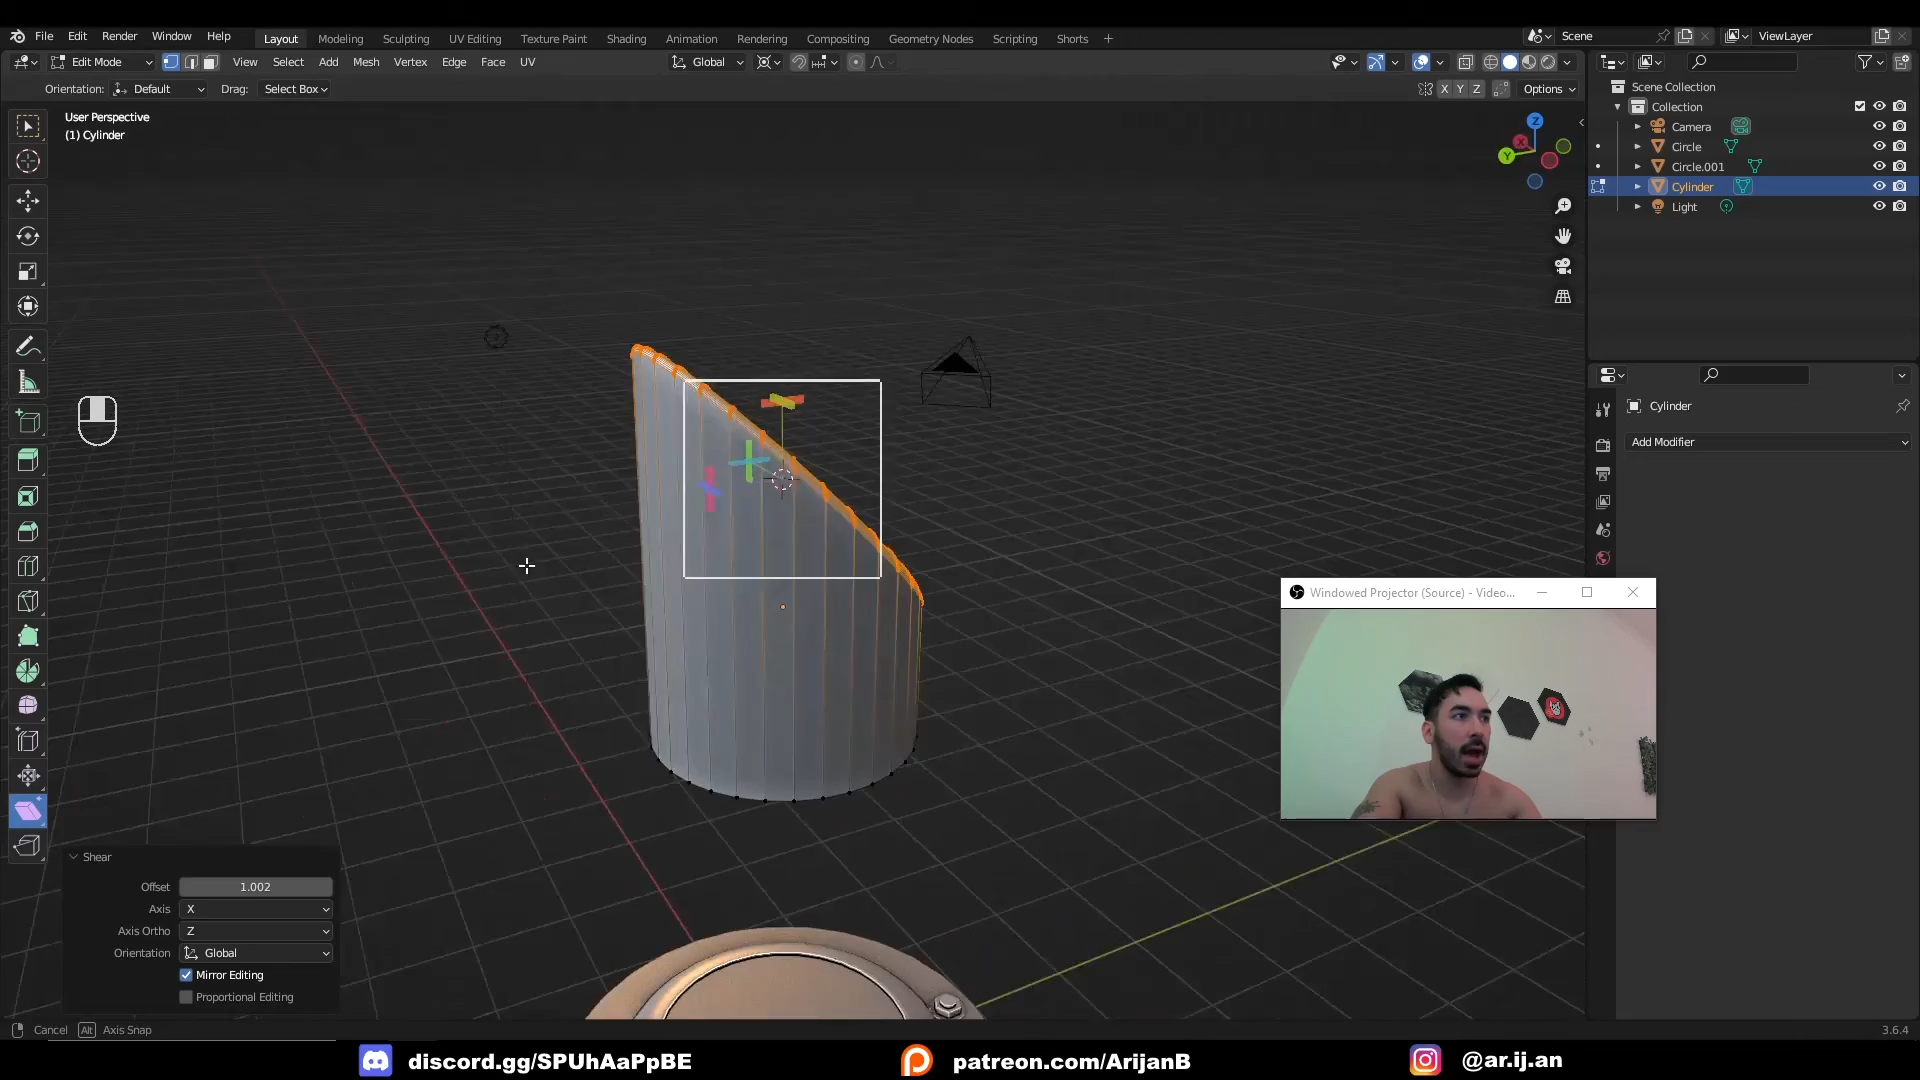 File Edit Render Window Help
Layout Modeling Sculpting UV Editing Texture Paint Shading Animation Rendering Compositing Geometry Nodes Scripting Shorts +
Scene
ViewLayer
Edit Mode View Select Add Mesh Vertex Edge Face UV
Global
Orientation: Default Drag: Select Box
X Y Z Options
User Perspective
(1) Cylinder
Z
X
Y
Scene Collection
Collection
Camera
Circle
Circle.001
Cylinder
Light
Cylinder
Add Modifier
Windowed Projector (Source) - Video...
Shear
Offset 1.002
Axis X
Axis Ortho Z
Orientation Global
Mirror Editing
Proportional Editing
Cancel Alt Axis Snap
3.6.4
discord.gg/SPUhAaPpBE
patreon.com/ArijanB
@ar.ij.an